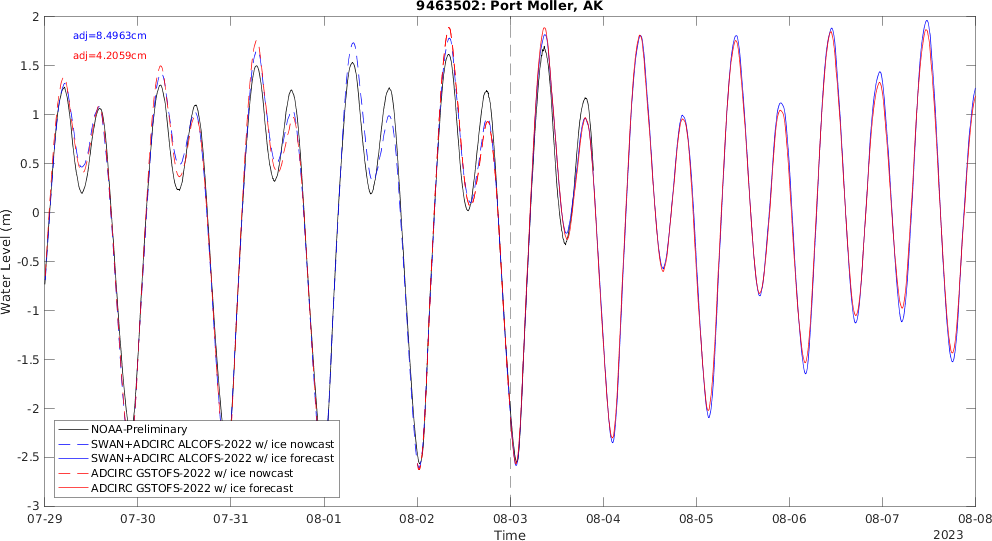 9463502: Port Moller, AK
adj=8.4963cm
adj=4.2059cm
Water Level (m)
2
1.5
1
0.5
0
-0.5
-1
-1.5
-2
-2.5
-3
NOAA-Preliminary
SWAN+ADCIRC ALCOFS-2022 w/ ice nowcast
SWAN+ADCIRC ALCOFS-2022 w/ ice forecast
ADCIRC GSTOFS-2022 w/ ice nowcast
ADCIRC GSTOFS-2022 w/ ice forecast
07-29 07-30 07-31 08-01 08-02 08-03 08-04 08-05 08-06 08-07 08-08
Time
2023